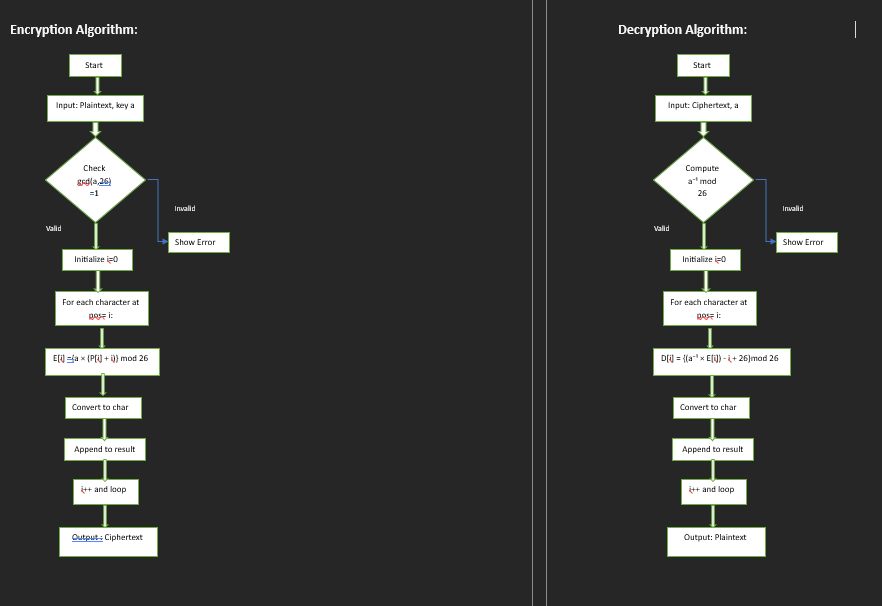 Encryption Algorithm:
Start
Input: Plaintext, key a
Check
gcd(a,26)
=1
Invalid
Valid
Show Error
Initialize i=0
For each character at
pos= i:
E[i] =(a × (P[i] + i)) mod 26
Convert to char
Append to result
i++ and loop
Output : Ciphertext
Decryption Algorithm:
Start
Input: Ciphertext, a
Compute
a⁻¹ mod
26
Invalid
Valid
Show Error
Initialize i=0
For each character at
pos= i:
D[i] = ((a⁻¹ × E[i]) - i + 26)mod 26
Convert to char
Append to result
i++ and loop
Output: Plaintext